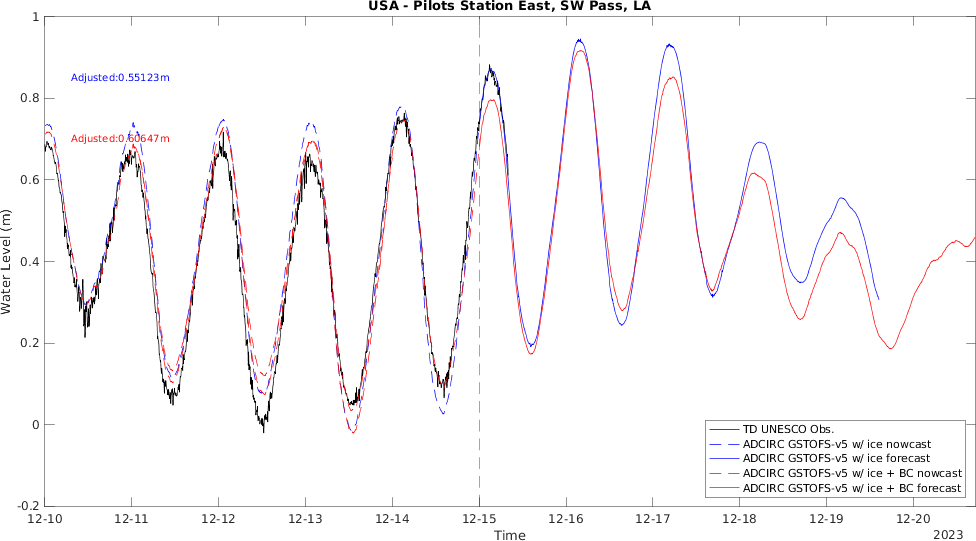 USA - Pilots Station East, SW Pass, LA
1
0.8
0.6
0.4
0.2
0
-0.2
Water Level (m)
Adjusted:0.55123m
Adjusted:0.60647m
TD UNESCO Obs.
ADCIRC GSTOFS-v5 w/ ice nowcast
ADCIRC GSTOFS-v5 w/ ice forecast
ADCIRC GSTOFS-v5 w/ ice + BC nowcast
ADCIRC GSTOFS-v5 w/ ice + BC forecast
12-10 12-11 12-12 12-13 12-14 12-15 12-16 12-17 12-18 12-19 12-20
Time
2023